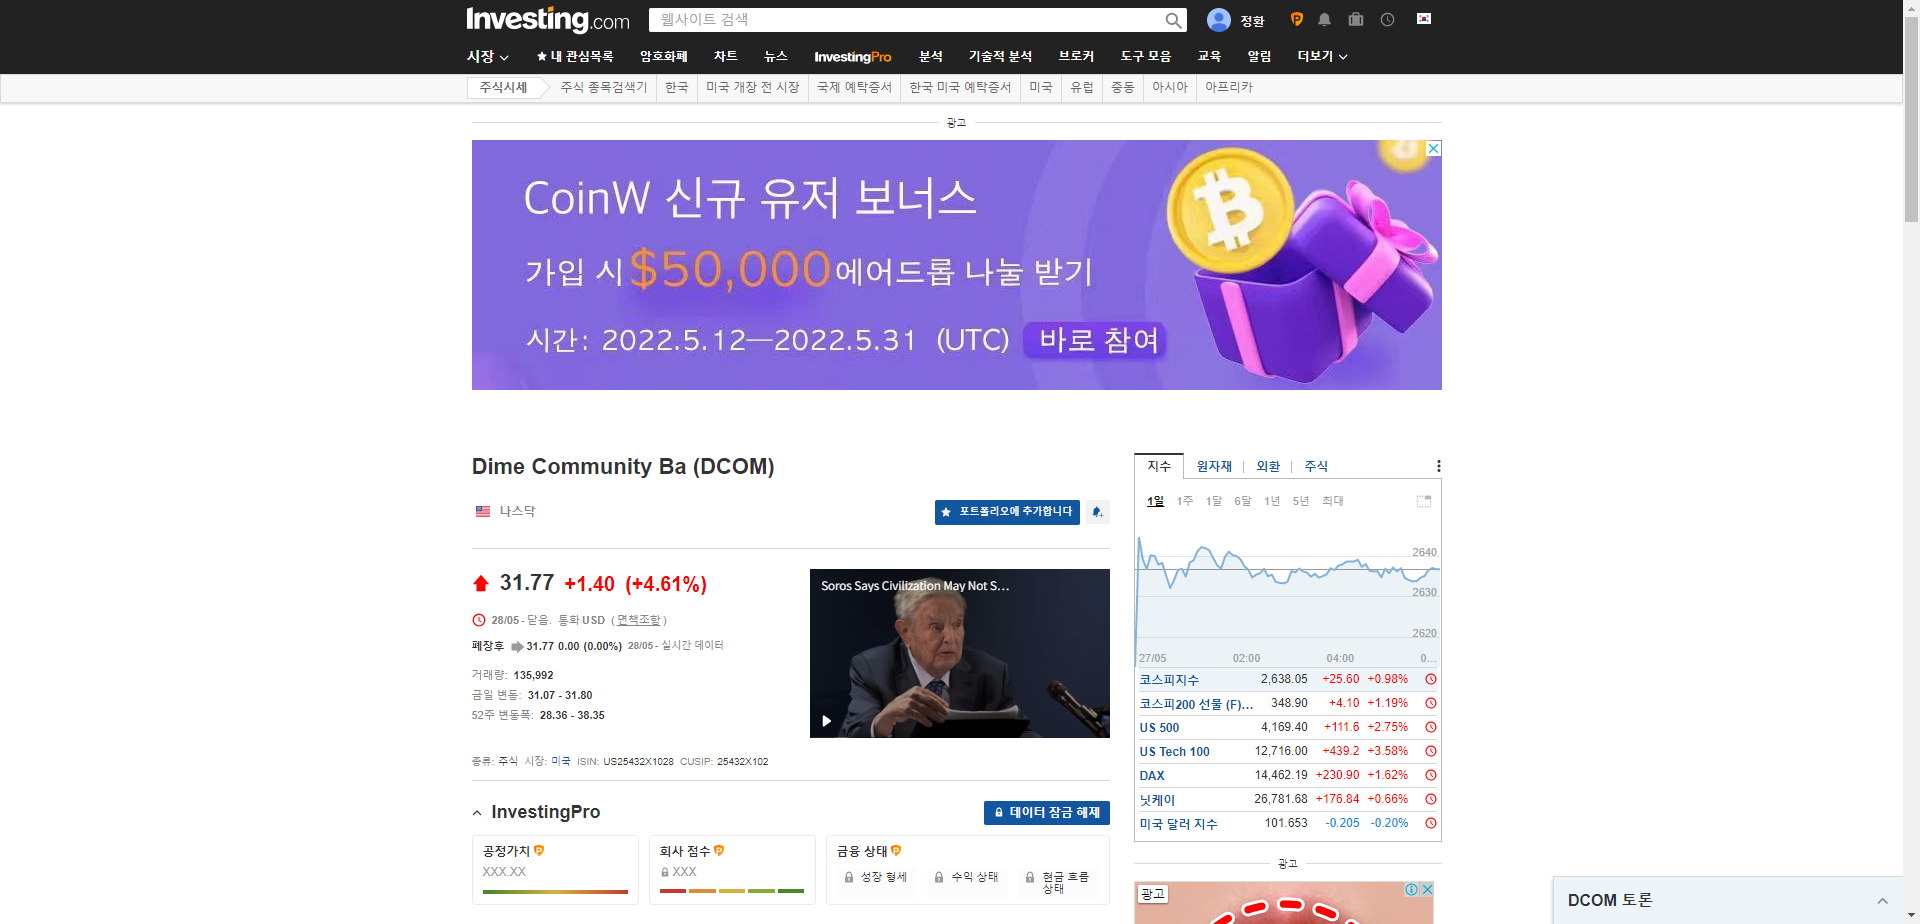 Investing.com
웹사이트 검색
정환
시장
내 관심목록
암호화폐
차트
뉴스
InvestingPro
분석
기술적 분석
브로커
도구 모음
교육
알림
더보기
주식시세
주식 종목검색기
한국
미국 개장 전 시장
국제 예탁증서
한국 미국 예탁증서
미국
유럽
중동
아시아
아프리카
광고
CoinW 신규 유저 보너스
가입 시 $50,000에어드롭 나눌 받기
시간: 2022.5.12—2022.5.31 (UTC) 바로 참여
Dime Community Ba (DCOM)
나스닥
포트폴리오에 추가합니다
31.77 +1.40 (+4.61%)
28/05 - 닫음. 통화 USD ( 면책조항 )
폐장후 31.77 0.00 (0.00%) 28/05 - 실시간 데이터
거래량: 135,992
금일 변동: 31.07 - 31.80
52주 변동폭: 28.36 - 38.35
Soros Says Civilization May Not S...
종류: 주식 시장: 미국 ISIN: US25432X1028 CUSIP: 25432X102
InvestingPro
데이터 잠금 해제
공정가치
XXX.XX
회사 점수
XXX
금융 상태
성장 형세
수익 상태
현금 흐름
상태
지수
원자재
외환
주식
1일 1주 1달 6달 1년 5년 최대
2640
2630
2620
27/05 02:00 04:00 0...
코스피지수 2,638.05 +25.60 +0.98%
코스피200 선물 (F)... 348.90 +4.10 +1.19%
US 500 4,169.40 +111.6 +2.75%
US Tech 100 12,716.00 +439.2 +3.58%
DAX 14,462.19 +230.90 +1.62%
닛케이 26,781.68 +176.84 +0.66%
미국 달러 지수 101.653 -0.205 -0.20%
광고
광고
DCOM 토론